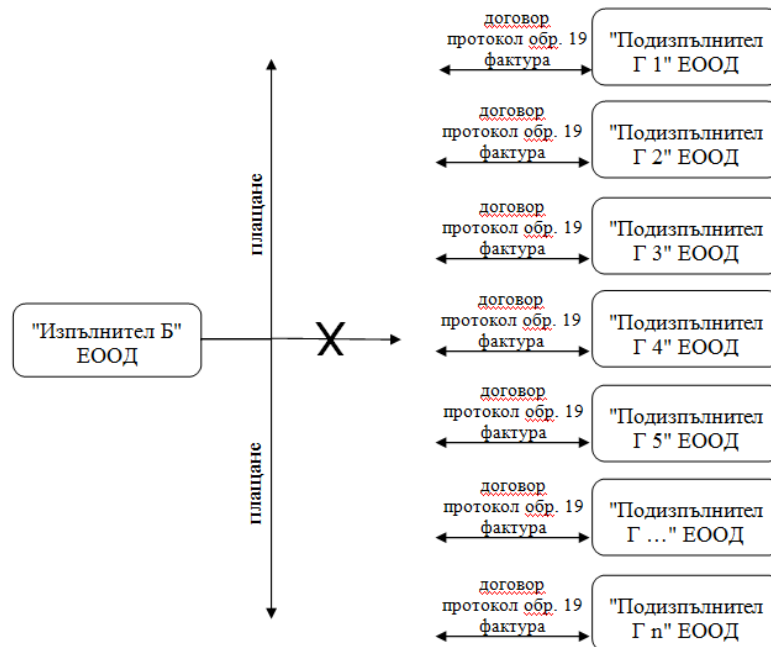 договор
протокол обр. 19
фактура
"Подизпълнител
Г 1" ЕООД
договор
протокол обр. 19
фактура
"Подизпълнител
Г 2" ЕООД
договор
протокол обр. 19
фактура
"Подизпълнител
Г 3" ЕООД
плащане
"Изпълнител Б"
ЕООД
X
договор
протокол обр. 19
фактура
"Подизпълнител
Г 4" ЕООД
плащане
договор
протокол обр. 19
фактура
"Подизпълнител
Г 5" ЕООД
договор
протокол обр. 19
фактура
"Подизпълнител
Г ..." ЕООД
договор
протокол обр. 19
фактура
"Подизпълнител
Г n" ЕООД